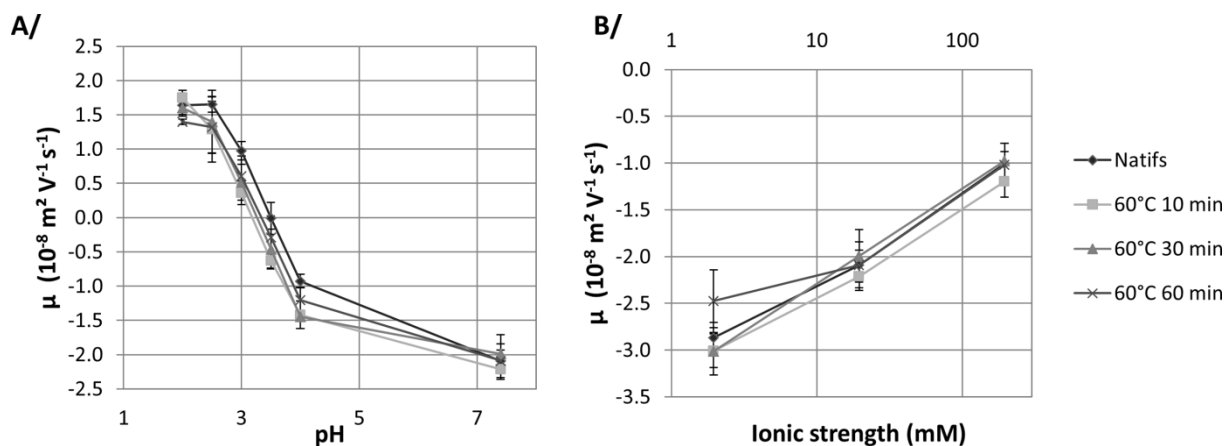 A/
2.5
2.0
1.5
1.0
0.5
0.0
-0.5
-1.0
-1.5
-2.0
-2.5
μ (10⁻⁸ m² V⁻¹ s⁻¹)
1 3 5 7
pH
B/
1 10 100
0.0
-0.5
-1.0
-1.5
-2.0
-2.5
-3.0
-3.5
μ (10⁻⁸ m² V⁻¹ s⁻¹)
Ionic strength (mM)
Natifs
60°C 10 min
60°C 30 min
60°C 60 min